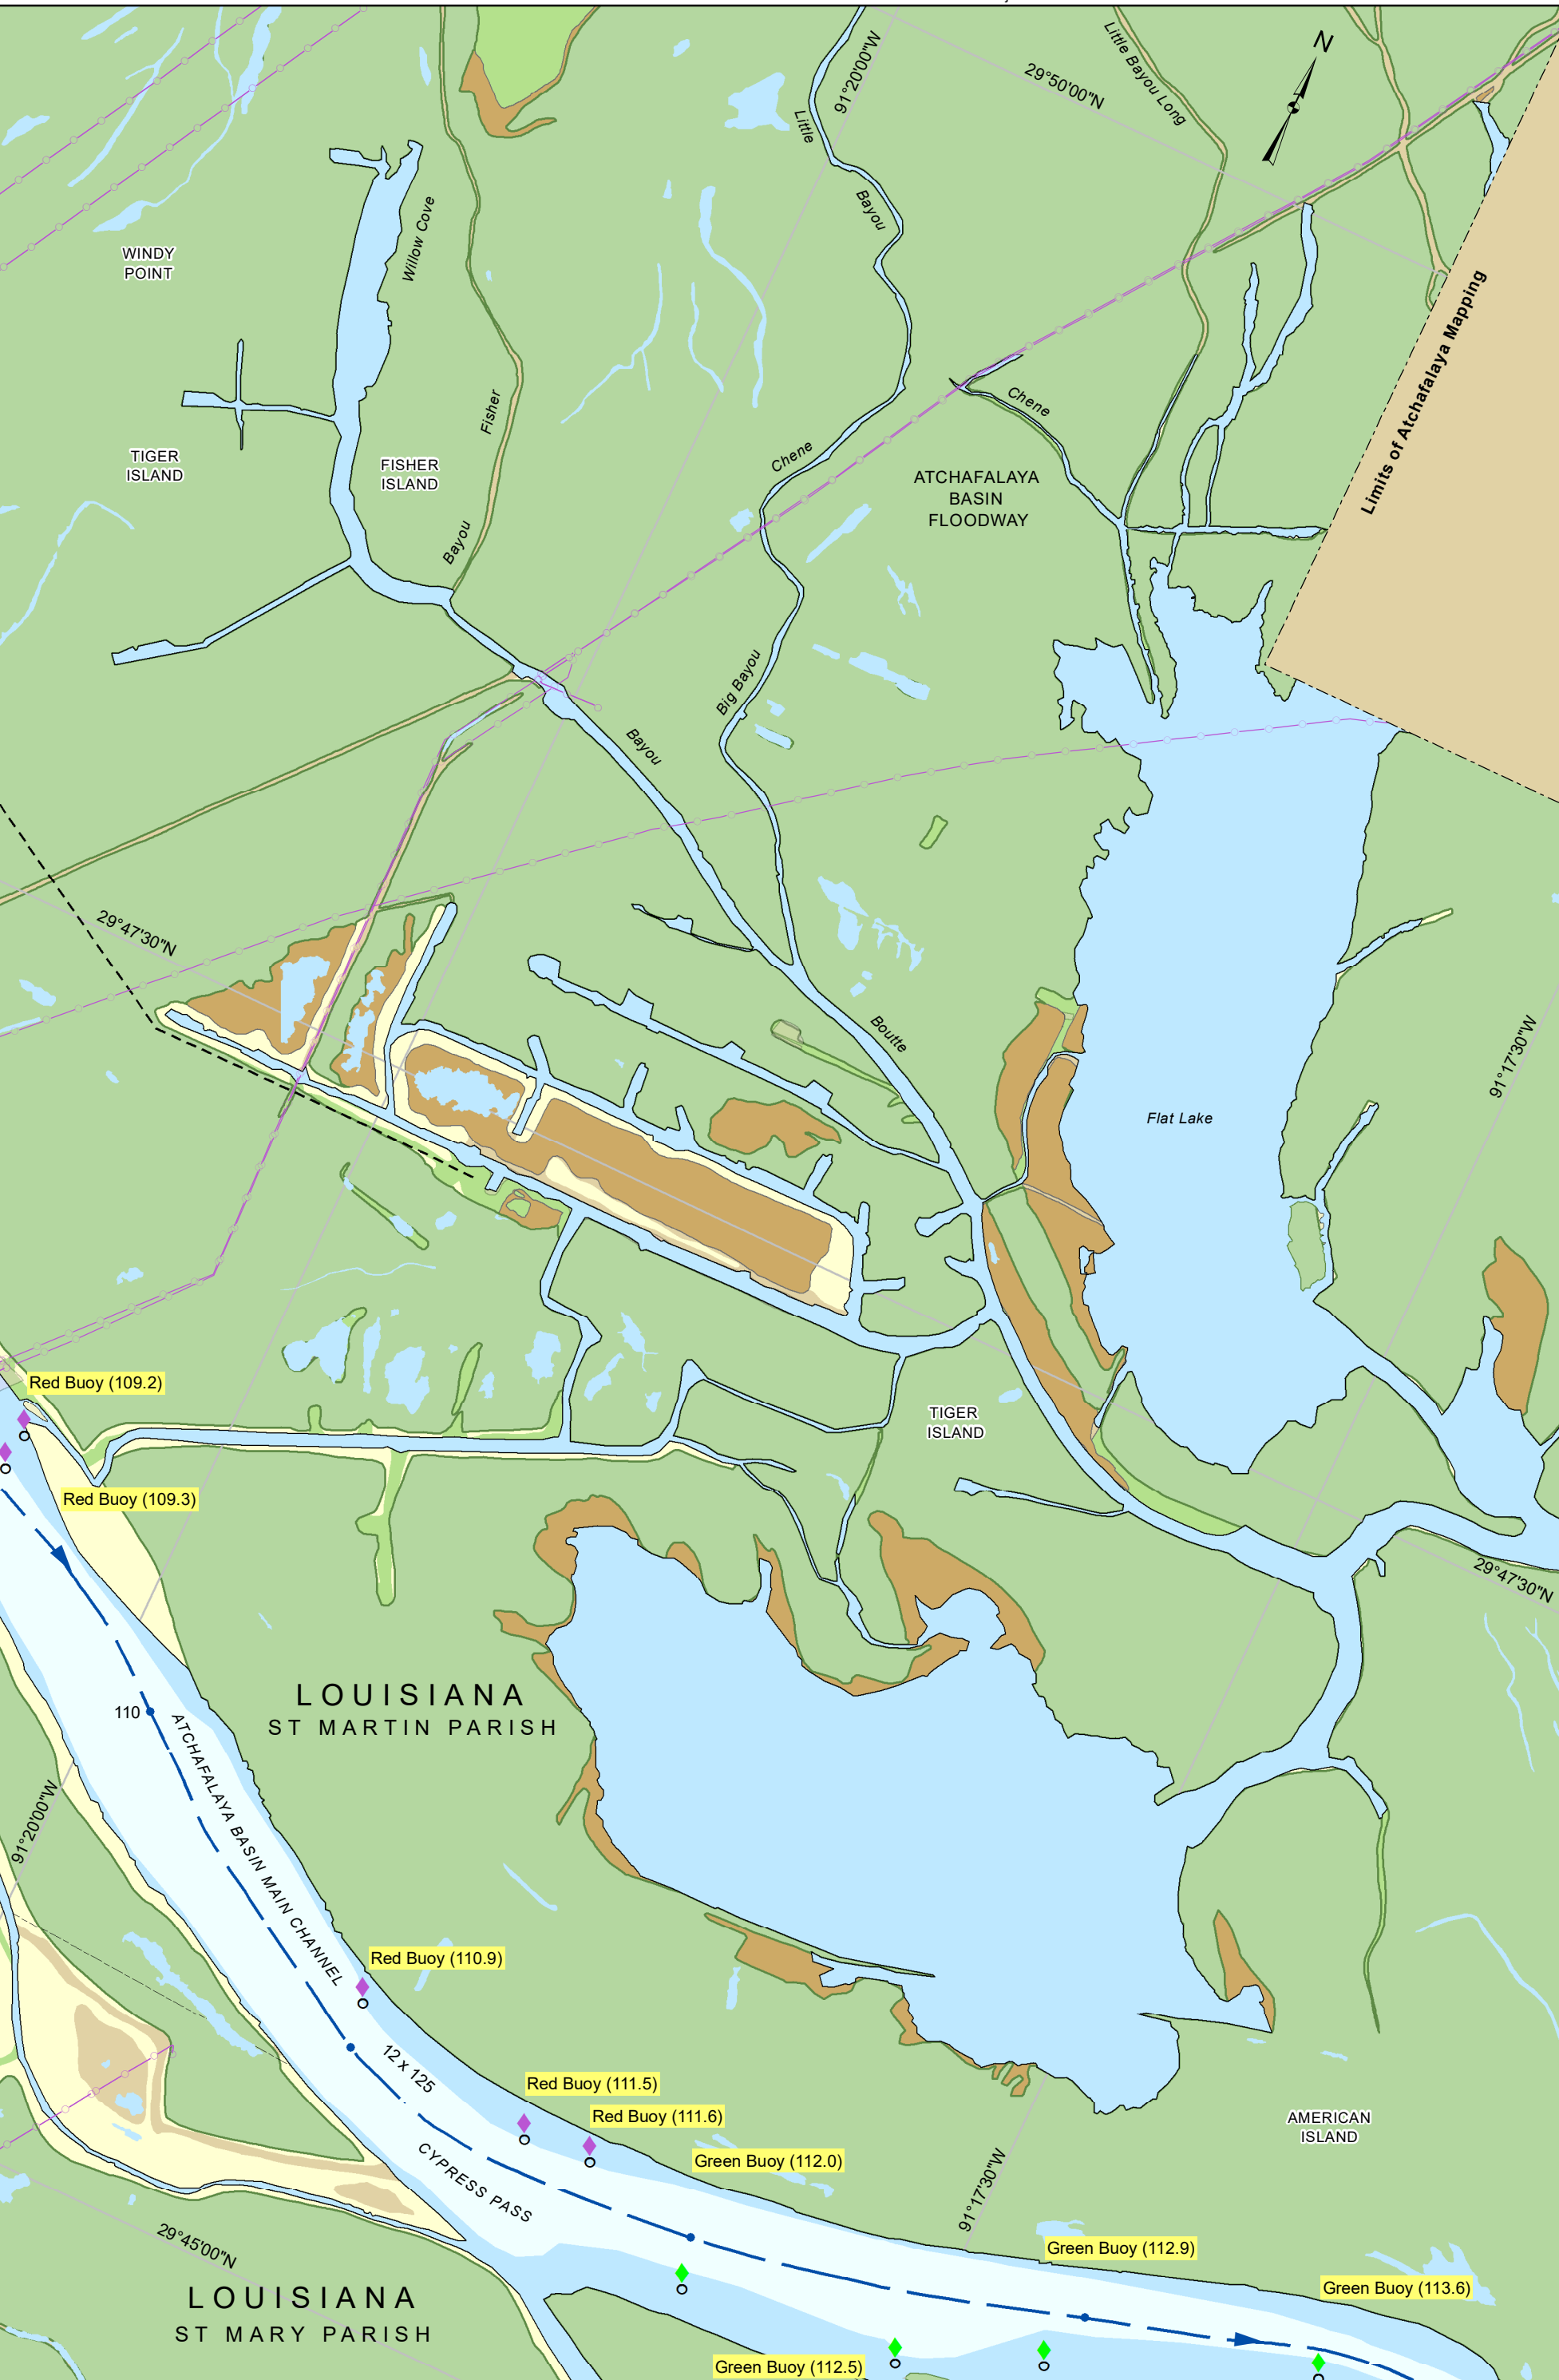 N
29°50'00"N
91°20'00"W
Little Bayou Long
Little
Bayou
Willow Cove
WINDY
POINT
Limits of Atchafalaya Mapping
Fisher
Chene
Chene
TIGER
ISLAND
FISHER
ISLAND
ATCHAFALAYA
BASIN
FLOODWAY
Bayou
Big Bayou
Bayou
29°47'30"N
Boutte
91°17'30"W
Flat Lake
Red Buoy (109.2)
TIGER
ISLAND
Red Buoy (109.3)
29°47'30"N
LOUISIANA
ST MARTIN PARISH
110
ATCHAFALAYA BASIN MAIN CHANNEL
91°20'00"W
Red Buoy (110.9)
12 x 125
Red Buoy (111.5)
Red Buoy (111.6)
AMERICAN
ISLAND
Green Buoy (112.0)
CYPRESS PASS
91°17'30"W
29°45'00"N
Green Buoy (112.9)
Green Buoy (113.6)
LOUISIANA
ST MARY PARISH
Green Buoy (112.5)